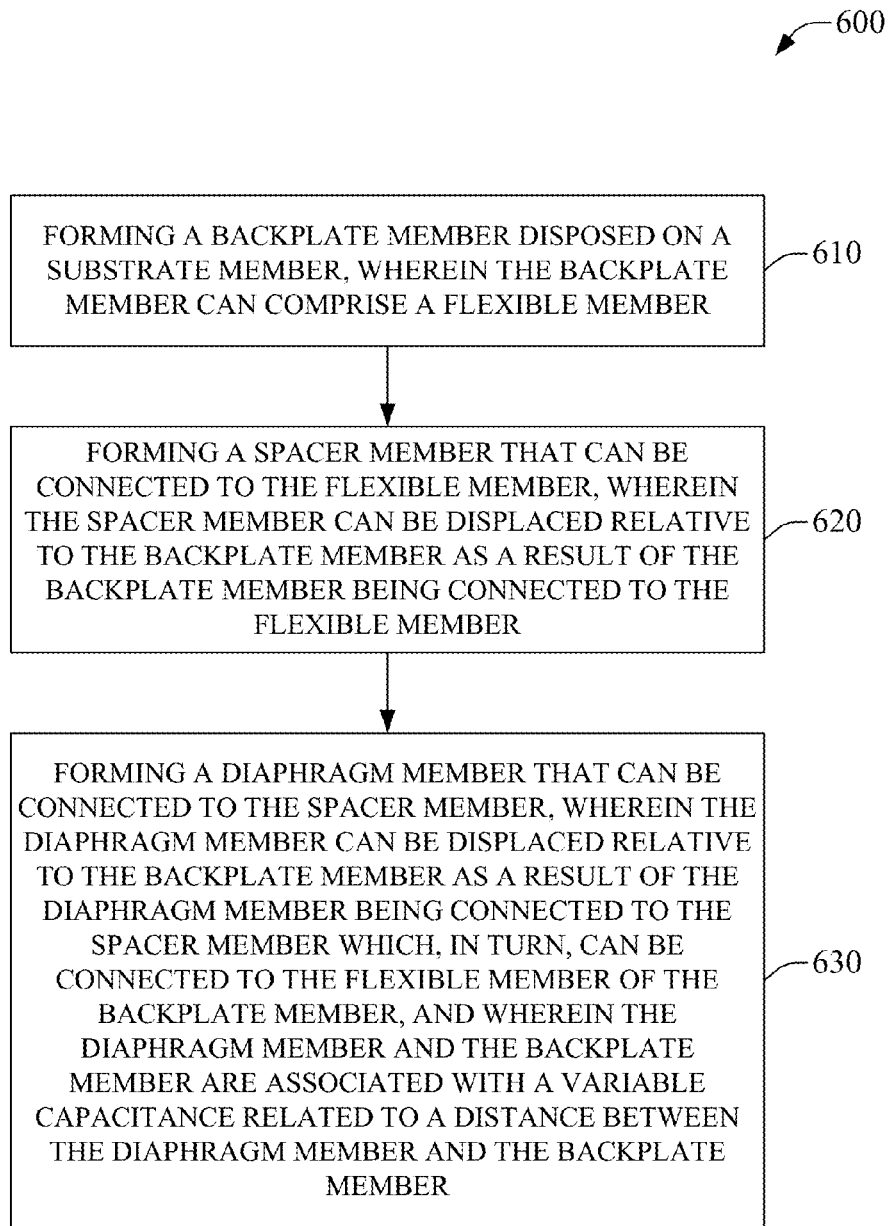 600
FORMING A BACKPLATE MEMBER DISPOSED ON A
SUBSTRATE MEMBER, WHEREIN THE BACKPLATE
MEMBER CAN COMPRISE A FLEXIBLE MEMBER
610
FORMING A SPACER MEMBER THAT CAN BE
CONNECTED TO THE FLEXIBLE MEMBER, WHEREIN
THE SPACER MEMBER CAN BE DISPLACED RELATIVE
TO THE BACKPLATE MEMBER AS A RESULT OF THE
BACKPLATE MEMBER BEING CONNECTED TO THE
FLEXIBLE MEMBER
620
FORMING A DIAPHRAGM MEMBER THAT CAN BE
CONNECTED TO THE SPACER MEMBER, WHEREIN THE
DIAPHRAGM MEMBER CAN BE DISPLACED RELATIVE
TO THE BACKPLATE MEMBER AS A RESULT OF THE
DIAPHRAGM MEMBER BEING CONNECTED TO THE
SPACER MEMBER WHICH, IN TURN, CAN BE
CONNECTED TO THE FLEXIBLE MEMBER OF THE
BACKPLATE MEMBER, AND WHEREIN THE
DIAPHRAGM MEMBER AND THE BACKPLATE
MEMBER ARE ASSOCIATED WITH A VARIABLE
CAPACITANCE RELATED TO A DISTANCE BETWEEN
THE DIAPHRAGM MEMBER AND THE BACKPLATE
MEMBER
630